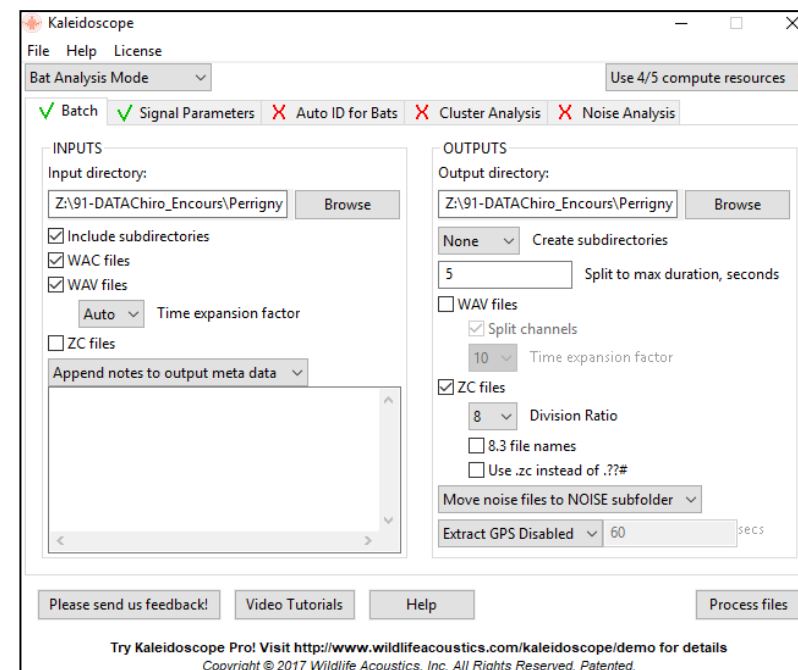 Kaleidoscope
File Help License
Bat Analysis Mode
Use 4/5 compute resources
Batch Signal Parameters Auto ID for Bats Cluster Analysis Noise Analysis
INPUTS
Input directory:
Z:\91-DATAChiro_Encours\Perrigny Browse
Include subdirectories
WAC files
WAV files
Auto Time expansion factor
ZC files
Append notes to output meta data
OUTPUTS
Output directory:
Z:\91-DATAChiro_Encours\Perrigny Browse
None Create subdirectories
5 Split to max duration, seconds
WAV files
Split channels
10 Time expansion factor
ZC files
8 Division Ratio
8.3 file names
Use .zc instead of .??#
Move noise files to NOISE subfolder
Extract GPS Disabled 60 secs
Please send us feedback! Video Tutorials Help Process files
Try Kaleidoscope Pro! Visit http://www.wildlifeacoustics.com/kaleidoscope/demo for details
Copyright © 2017 Wildlife Acoustics, Inc. All Rights Reserved. Patented.